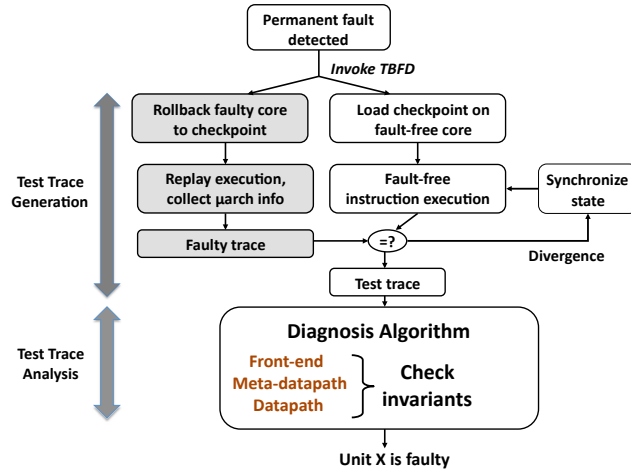 Permanent fault
detected
Invoke TBFD
Rollback faulty core
to checkpoint
Load checkpoint on
fault-free core
Test Trace
Generation
Replay execution,
collect µarch info
Fault-free
instruction execution
Synchronize
state
Faulty trace
=?
Divergence
Test trace
Test Trace
Analysis
Diagnosis Algorithm
Front-end
Meta-datapath
Datapath
Check
invariants
Unit X is faulty